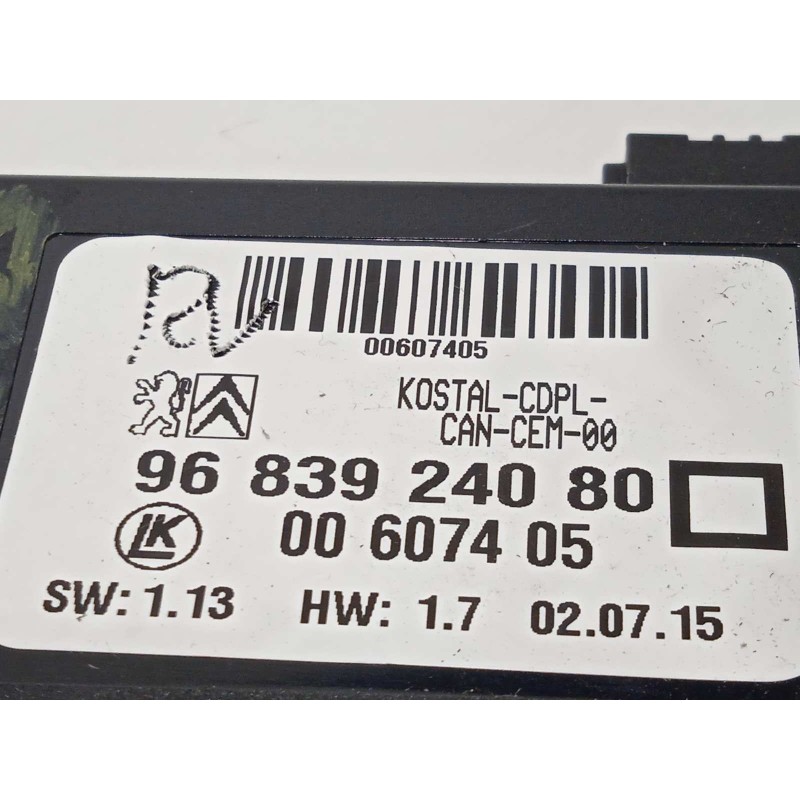 00607405
KOSTAL-CDPL-
CAN-CEM-00
96 839 240 80
LK 00 6074 05
SW: 1.13 HW: 1.7 02.07.15